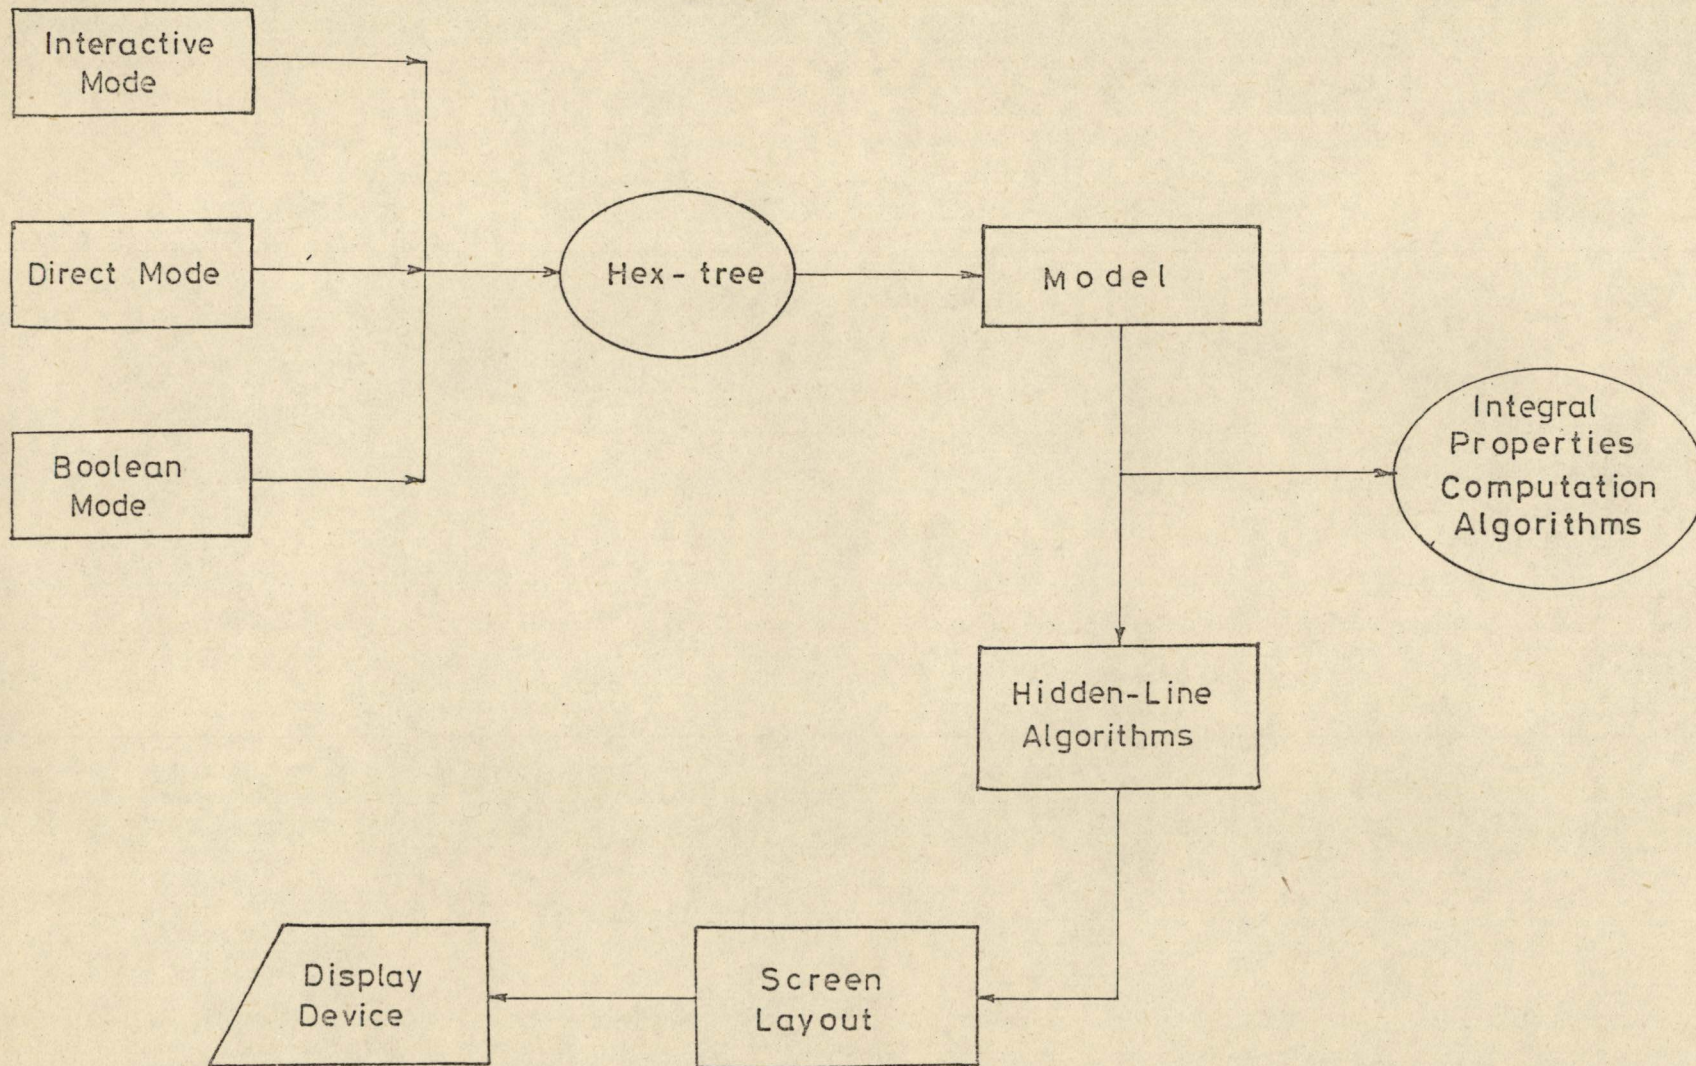 Interactive
Mode
Direct Mode
Hex-tree
Model
Boolean
Mode
Integral
Properties
Computation
Algorithms
Hidden-Line
Algorithms
Display
Device
Screen
Layout